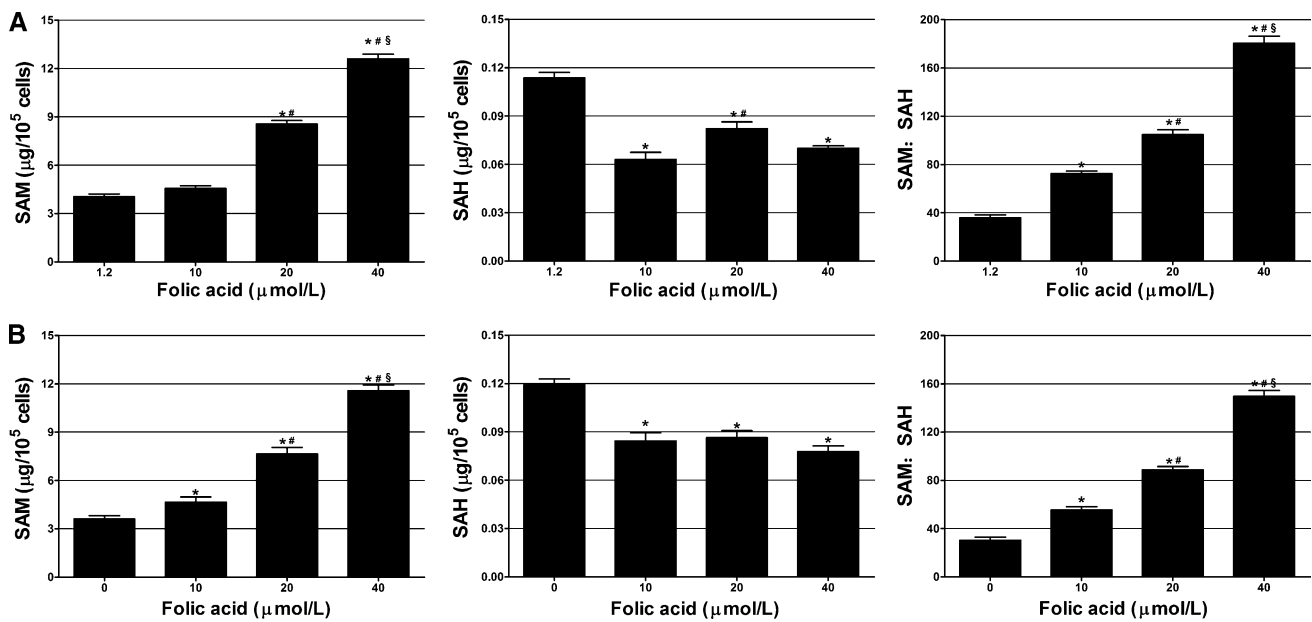 A
SAM (μg/10⁵ cells)
15
12
9
6
3
0
* #
* # §
1.2 10 20 40
Folic acid (μmol/L)
SAH (μg/10⁵ cells)
0.15
0.12
0.09
0.06
0.03
0.00
*
* #
*
1.2 10 20 40
Folic acid (μmol/L)
SAM: SAH
200
160
120
80
40
0
*
* #
* # §
1.2 10 20 40
Folic acid (μmol/L)
B
SAM (μg/10⁵ cells)
15
12
9
6
3
0
*
* #
* # §
0 10 20 40
Folic acid (μmol/L)
SAH (μg/10⁵ cells)
0.15
0.12
0.09
0.06
0.03
0.00
*
*
*
0 10 20 40
Folic acid (μmol/L)
SAM: SAH
200
160
120
80
40
0
*
* #
* # §
0 10 20 40
Folic acid (μmol/L)